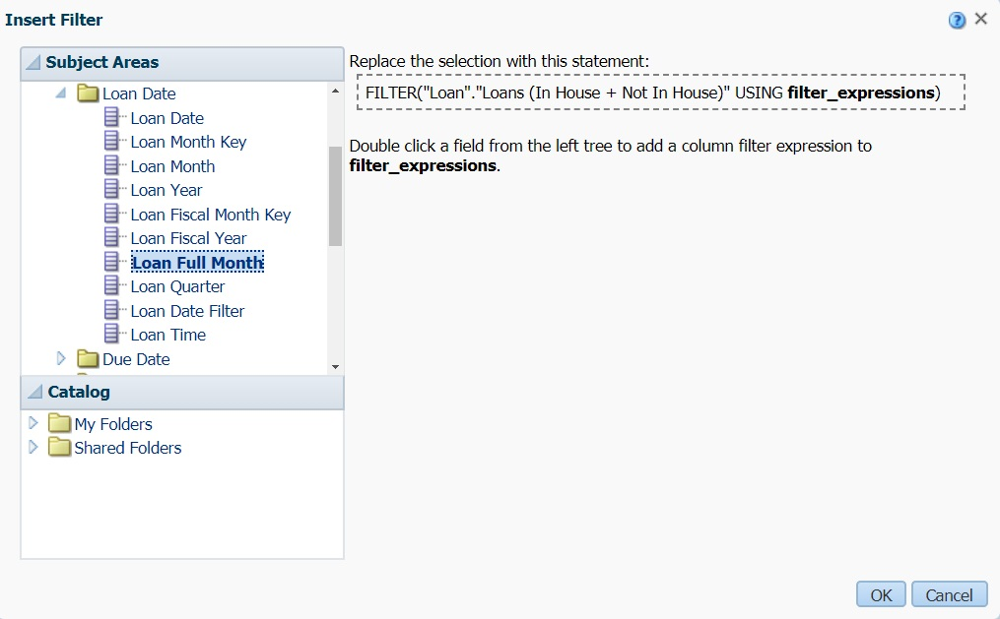 Insert Filter
Subject Areas
Loan Date
Loan Date
Loan Month Key
Loan Month
Loan Year
Loan Fiscal Month Key
Loan Fiscal Year
Loan Full Month
Loan Quarter
Loan Date Filter
Loan Time
Due Date
Catalog
My Folders
Shared Folders
Replace the selection with this statement:
FILTER("Loan"."Loans (In House + Not In House)" USING filter_expressions)
Double click a field from the left tree to add a column filter expression to
filter_expressions.
OK
Cancel